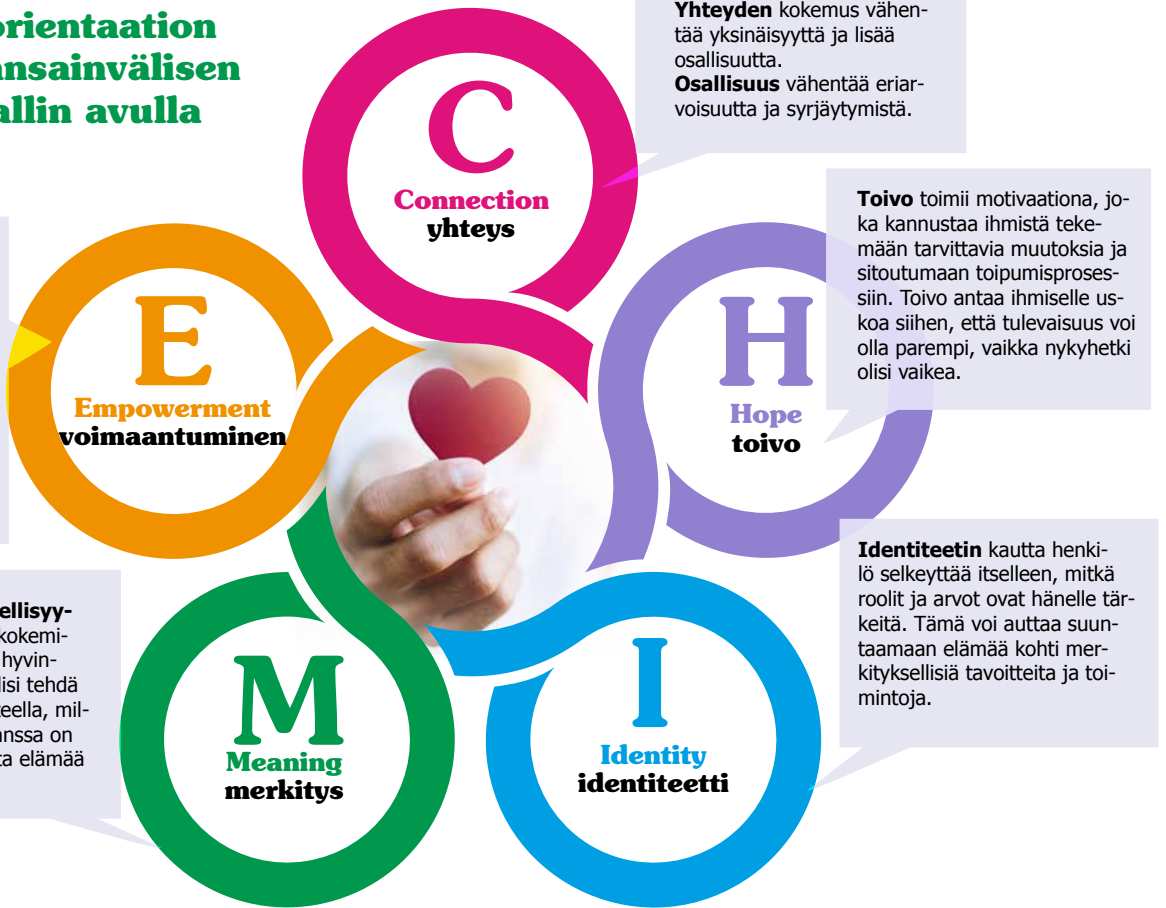 orientaation
ansainvälisen
allin avulla
Yhteyden kokemus vähen-
tää yksinäisyyttä ja lisää
osallisuutta.
Osallisuus vähentää eriar-
voisuutta ja syrjäytymistä.
C
Connection
yhteys
Toivo toimii motivaationa, jo-
ka kannustaa ihmistä teke-
mään tarvittavia muutoksia ja
sitoutumaan toipumisproses-
siin. Toivo antaa ihmiselle us-
koa siihen, että tulevaisuus voi
olla parempi, vaikka nykyhetki
olisi vaikea.
H
Hope
toivo
E
Empowerment
voimaantuminen
Identiteetin kautta henki-
lö selkeyttää itselleen, mitkä
roolit ja arvot ovat hänelle tär-
keitä. Tämä voi auttaa suun-
taamaan elämää kohti mer-
kityksellisiä tavoitteita ja toi-
mintoja.
I
Identity
identiteetti
M
Meaning
merkitys
ellisyy-
kokemi-
hyvin-
lisi tehdä
teella, mil-
anssa on
ta elämää